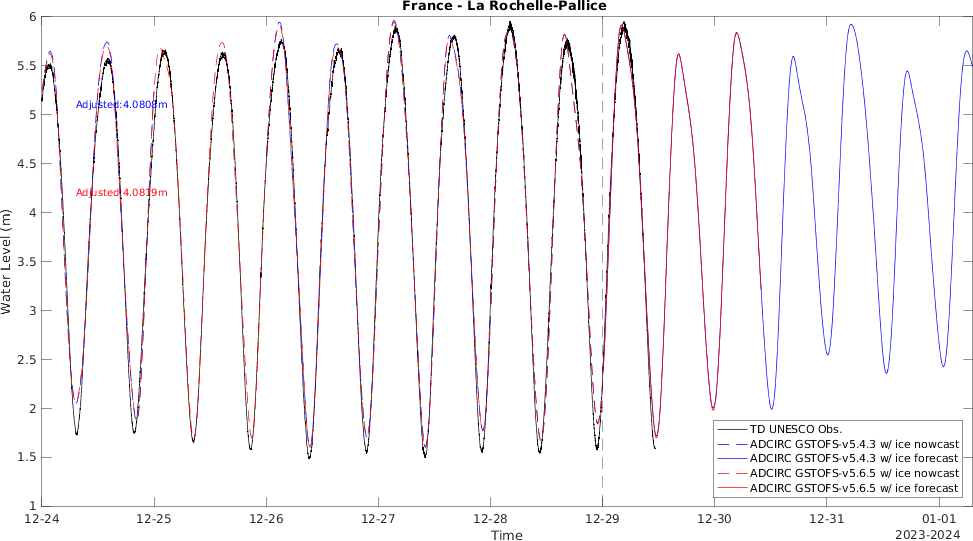 France - La Rochelle-Pallice
6
5.5
5
4.5
4
3.5
3
2.5
2
1.5
1
Water Level (m)
Adjusted:4.0808m
Adjusted:4.0819m
TD UNESCO Obs.
ADCIRC GSTOFS-v5.4.3 w/ ice nowcast
ADCIRC GSTOFS-v5.4.3 w/ ice forecast
ADCIRC GSTOFS-v5.6.5 w/ ice nowcast
ADCIRC GSTOFS-v5.6.5 w/ ice forecast
12-24 12-25 12-26 12-27 12-28 12-29 12-30 12-31 01-01
Time
2023-2024